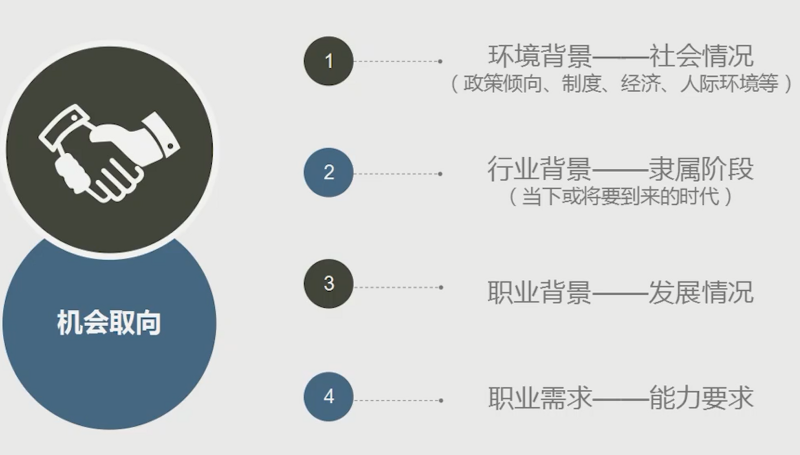 机会取向
1
环境背景——社会情况
（政策倾向、制度、经济、人际环境等）
2
行业背景——隶属阶段
（当下或将要到来的时代）
3
职业背景——发展情况
4
职业需求——能力要求